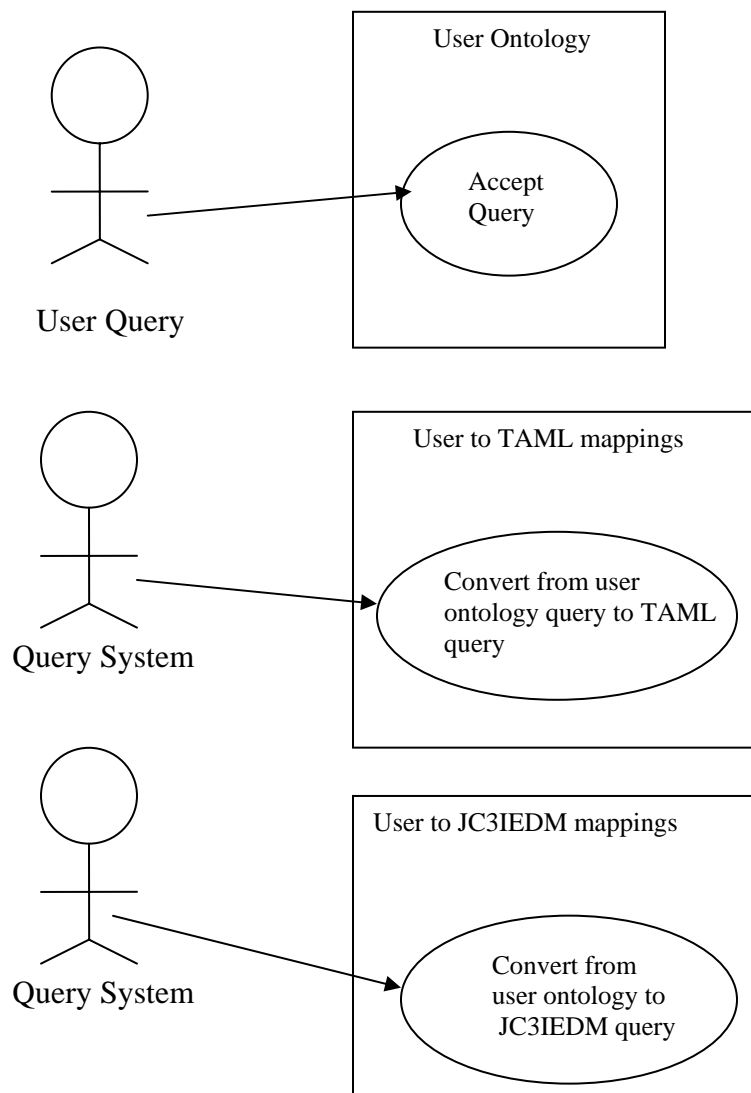 User Ontology
Accept
Query
User Query
User to TAML mappings
Convert from user
ontology query to TAML
query
Query System
User to JC3IEDM mappings
Convert from
user ontology to
JC3IEDM query
Query System